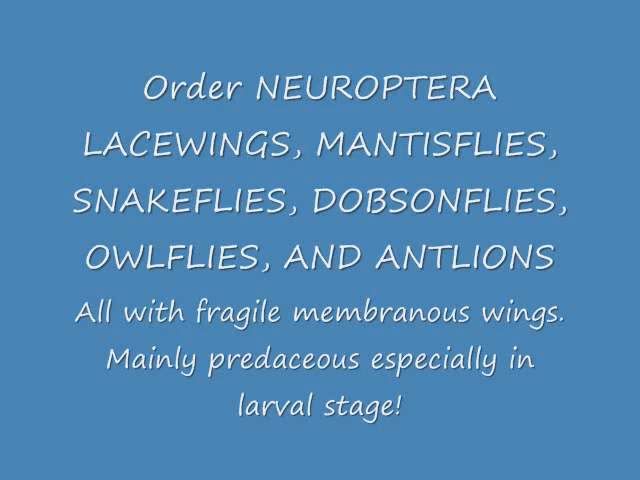 Order NEUROPTERA
LACEWINGS, MANTISFLIES,
SNAKEFLIES, DOBSONFLIES,
OWLFLIES, AND ANTLIONS
All with fragile membranous wings.
Mainly predaceous especially in
larval stage!